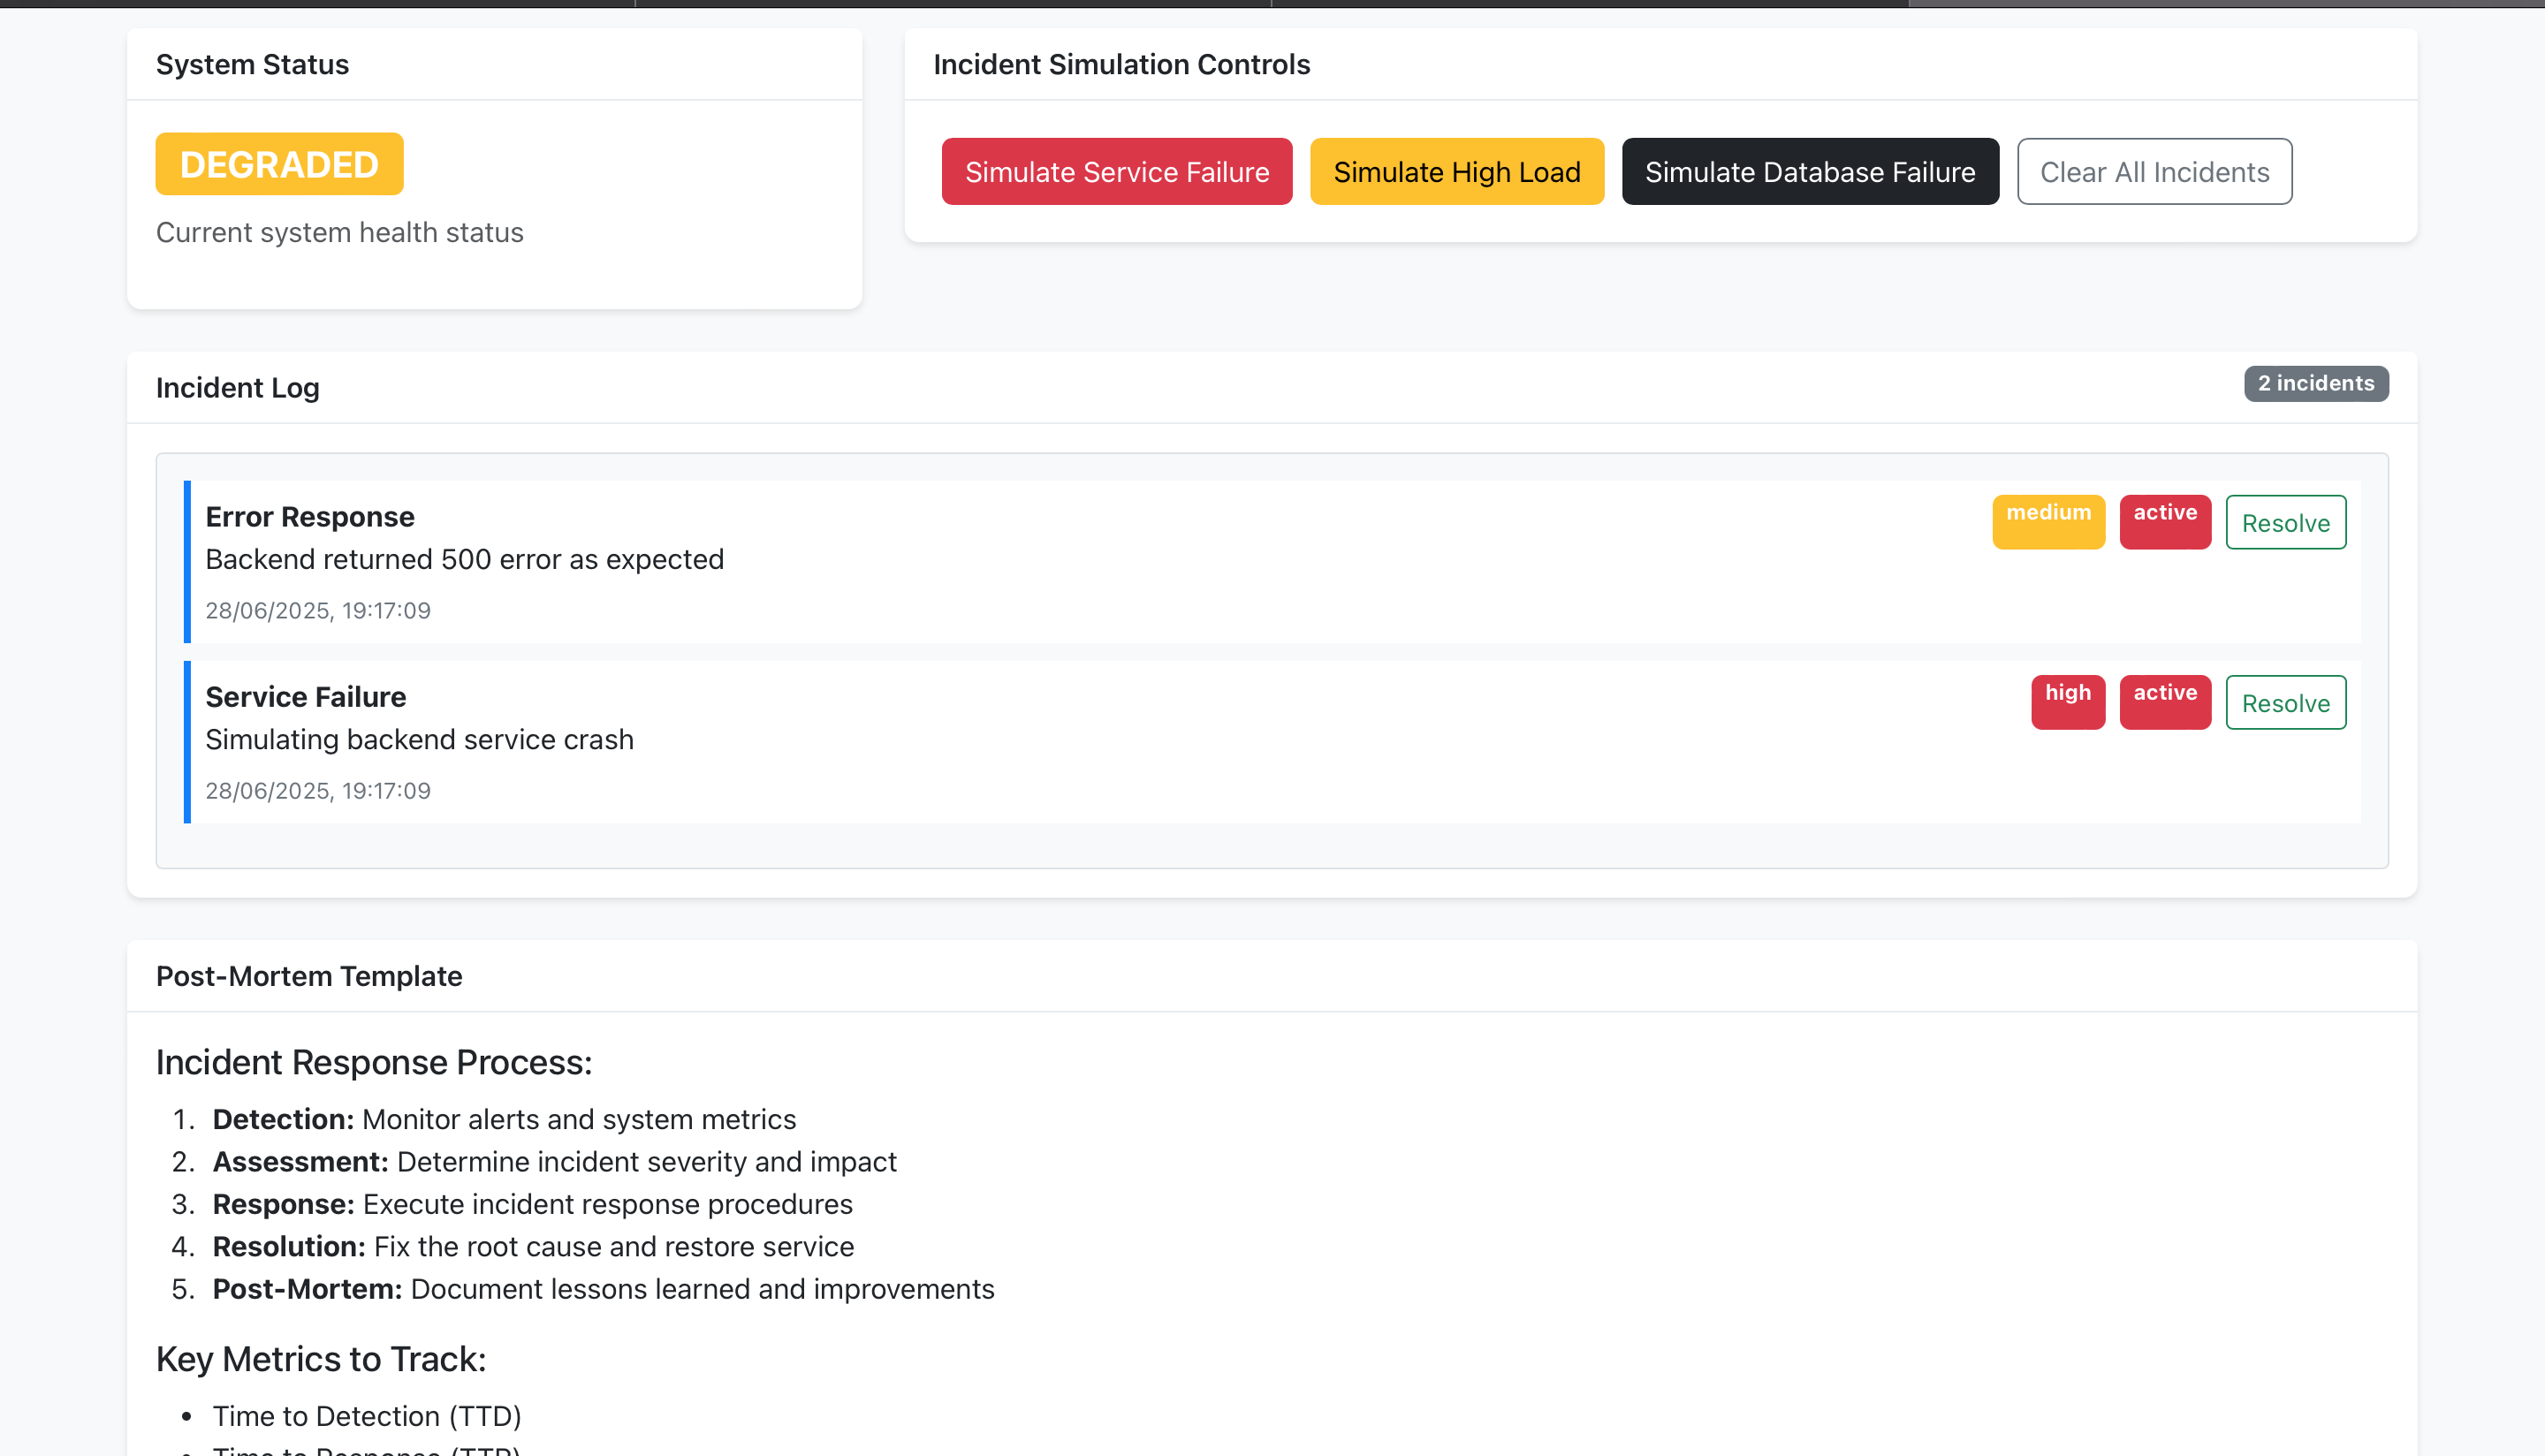 System Status
DEGRADED
Current system health status
Incident Simulation Controls
Simulate Service Failure
Simulate High Load
Simulate Database Failure
Clear All Incidents
Incident Log
2 incidents
Error Response
Backend returned 500 error as expected
28/06/2025, 19:17:09
medium
active
Resolve
Service Failure
Simulating backend service crash
28/06/2025, 19:17:09
high
active
Resolve
Post-Mortem Template
Incident Response Process:
1. Detection: Monitor alerts and system metrics
2. Assessment: Determine incident severity and impact
3. Response: Execute incident response procedures
4. Resolution: Fix the root cause and restore service
5. Post-Mortem: Document lessons learned and improvements
Key Metrics to Track:
• Time to Detection (TTD)
• Time to Response (TTR)